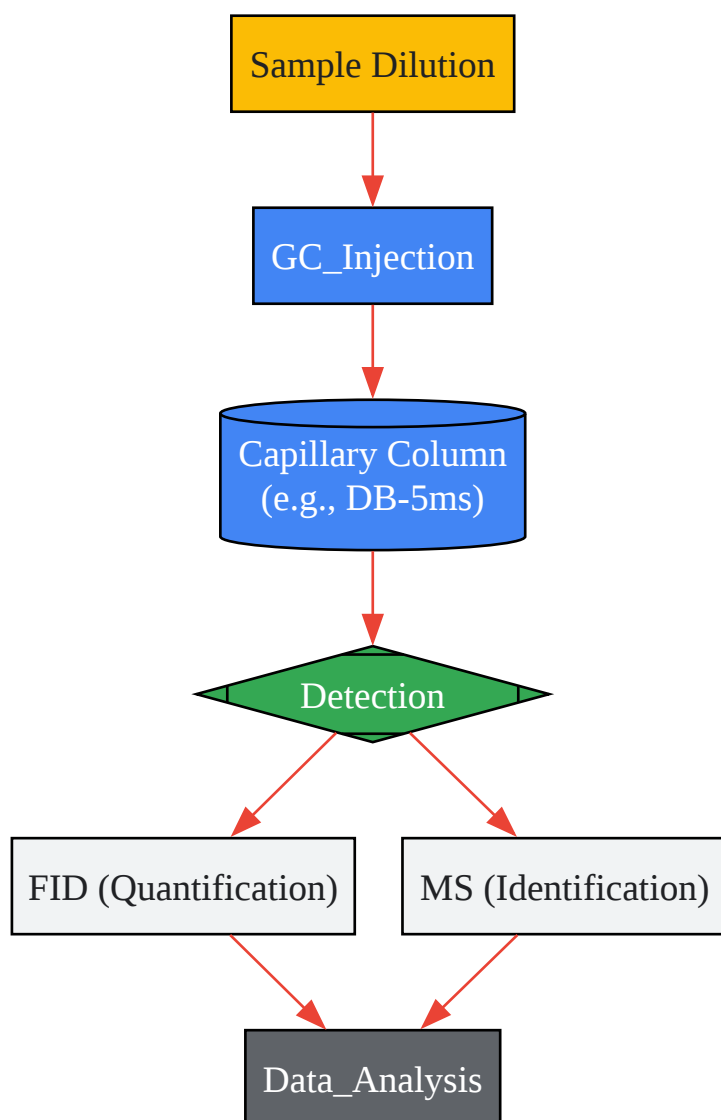 Sample Dilution
GC_Injection
Capillary Column
(e.g., DB-5ms)
Detection
FID (Quantification)
MS (Identification)
Data_Analysis